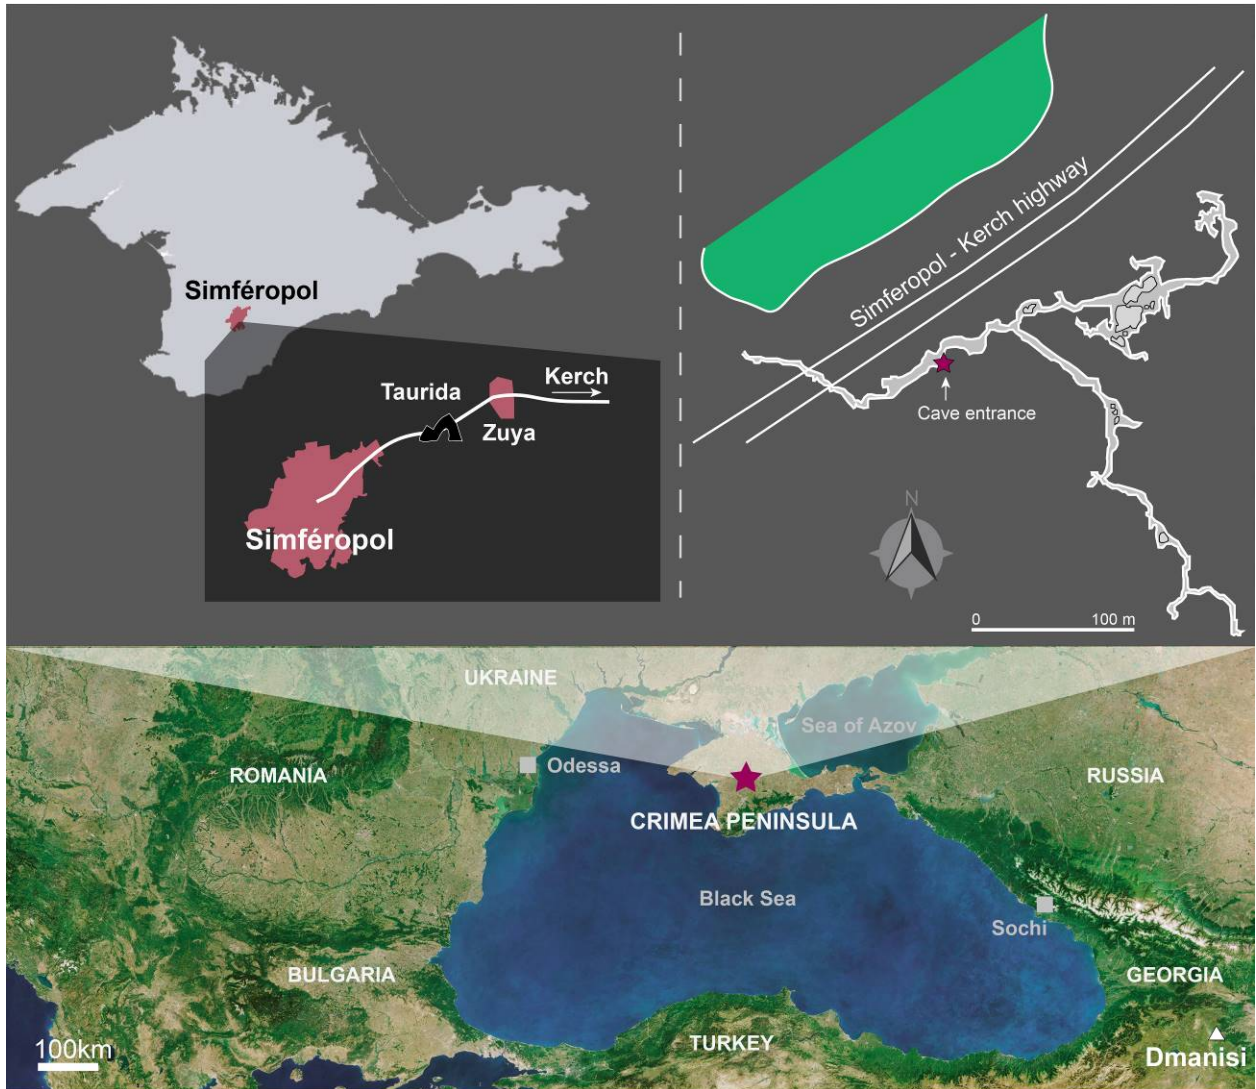 Simféropol
Taurida
Kerch
Zuya
Simféropol
Simferopol - Kerch highway
Cave entrance
N
0 100 m
UKRAINE
Sea of Azov
Odessa
ROMANIA
RUSSIA
CRIMEA PENINSULA
Black Sea
Sochi
BULGARIA
GEORGIA
TURKEY
100km
Dmanisi